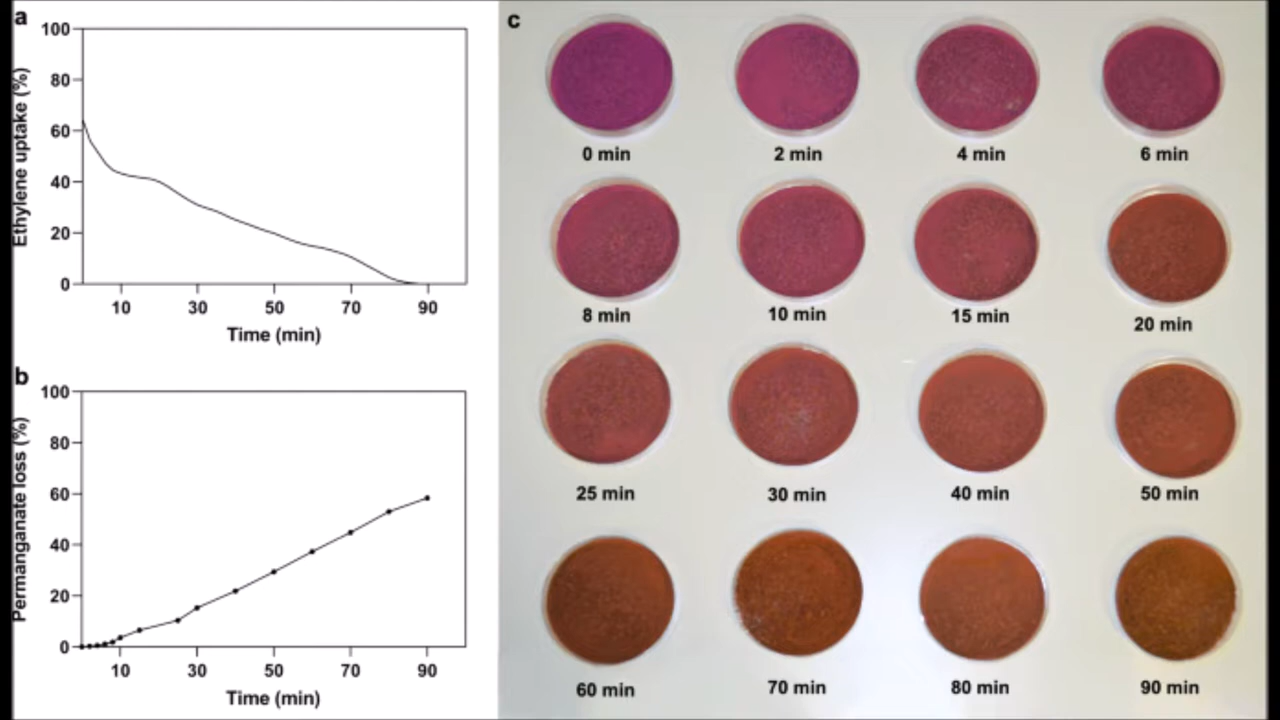 a
100
80
60
40
20
0
Ethylene uptake (%)
10 30 50 70 90
Time (min)
b
100
80
60
40
20
0
Permanganate loss (%)
10 30 50 70 90
Time (min)
c
0 min 2 min 4 min 6 min
8 min 10 min 15 min 20 min
25 min 30 min 40 min 50 min
60 min 70 min 80 min 90 min